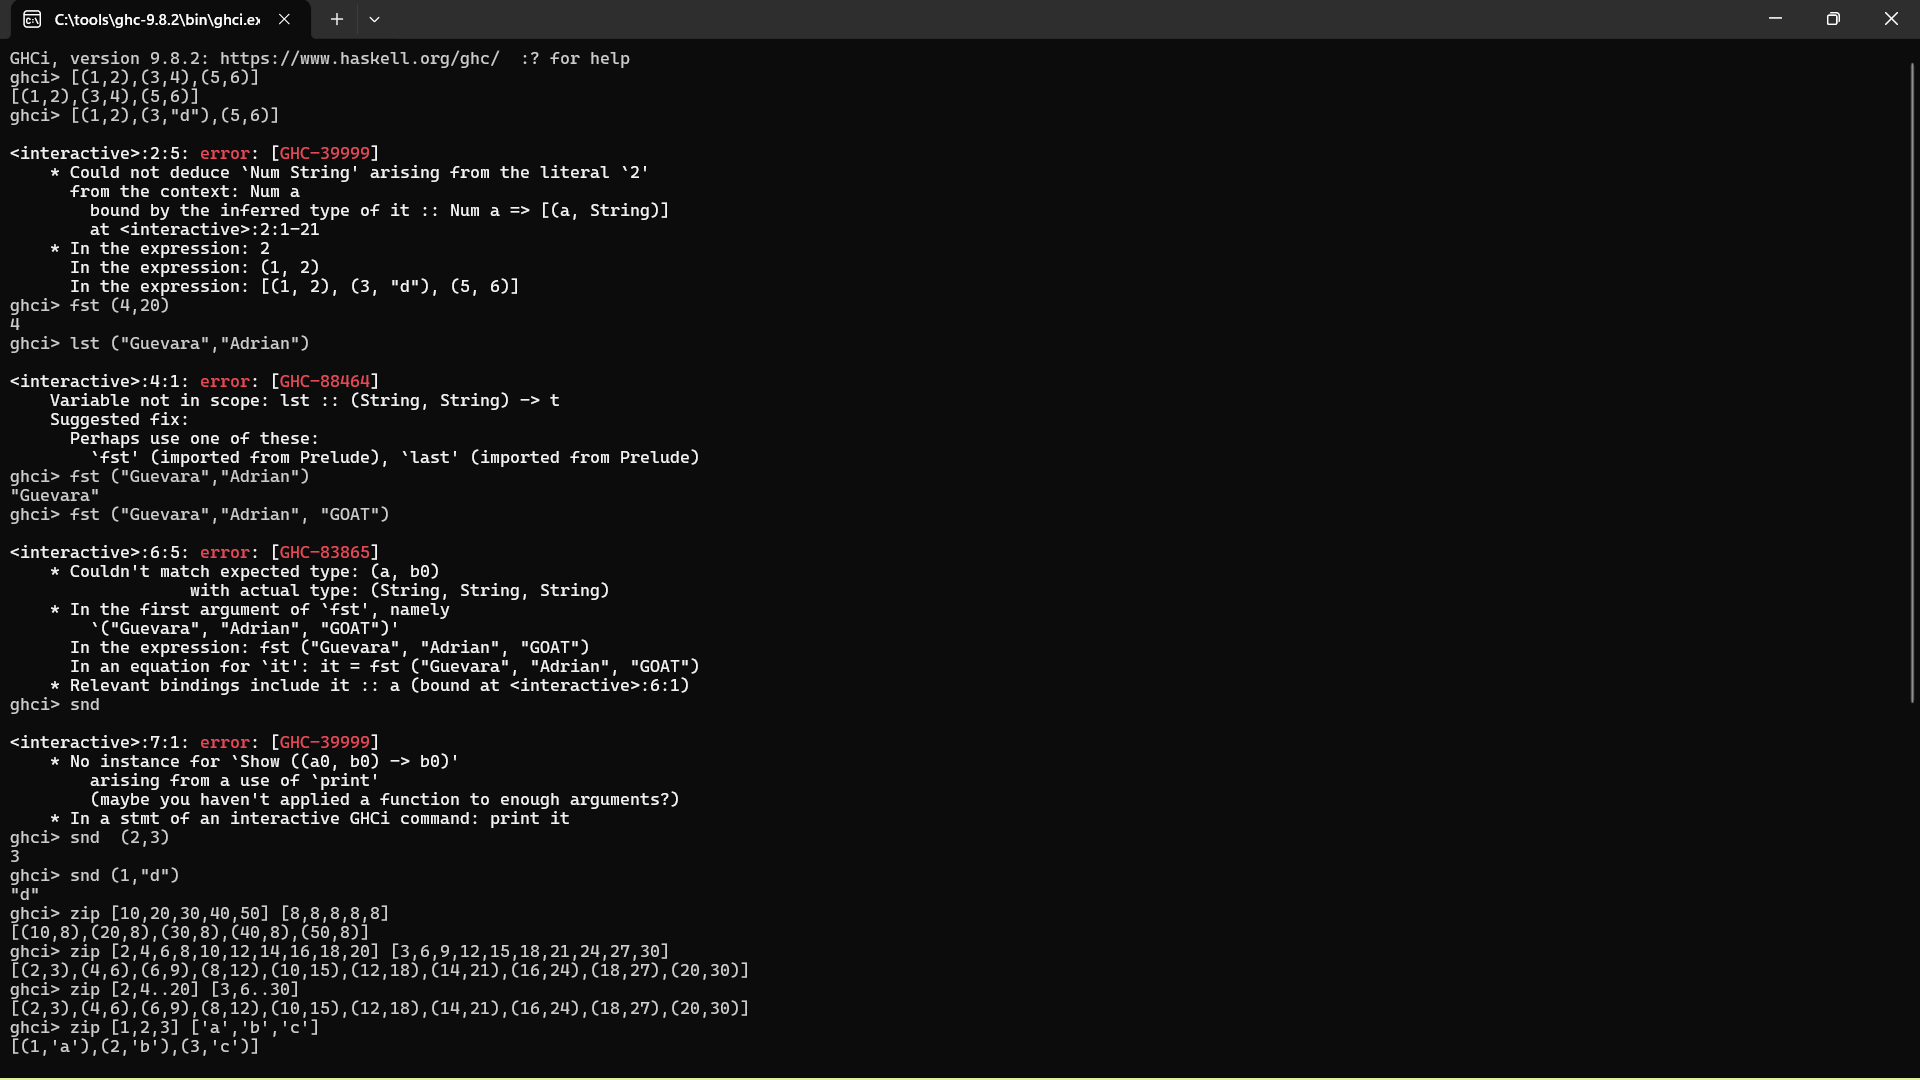 C:\tools\ghc-9.8.2\bin\ghci.ex
GHCi, version 9.8.2: https://www.haskell.org/ghc/  :? for help
ghci> [(1,2),(3,4),(5,6)]
[(1,2),(3,4),(5,6)]
ghci> [(1,2),(3,"d"),(5,6)]
<interactive>:2:5: error: [GHC-39999]
    * Could not deduce `Num String' arising from the literal `2'
      from the context: Num a
        bound by the inferred type of it :: Num a => [(a, String)]
        at <interactive>:2:1-21
    * In the expression: 2
      In the expression: (1, 2)
      In the expression: [(1, 2), (3, "d"), (5, 6)]
ghci> fst (4,20)
4
ghci> lst ("Guevara","Adrian")
<interactive>:4:1: error: [GHC-88464]
    Variable not in scope: lst :: (String, String) -> t
    Suggested fix:
      Perhaps use one of these:
        `fst' (imported from Prelude), `last' (imported from Prelude)
ghci> fst ("Guevara","Adrian")
"Guevara"
ghci> fst ("Guevara","Adrian", "GOAT")
<interactive>:6:5: error: [GHC-83865]
    * Couldn't match expected type: (a, b0)
                  with actual type: (String, String, String)
    * In the first argument of `fst', namely
        `("Guevara", "Adrian", "GOAT")'
      In the expression: fst ("Guevara", "Adrian", "GOAT")
      In an equation for `it': it = fst ("Guevara", "Adrian", "GOAT")
    * Relevant bindings include it :: a (bound at <interactive>:6:1)
ghci> snd
<interactive>:7:1: error: [GHC-39999]
    * No instance for `Show ((a0, b0) -> b0)'
        arising from a use of `print'
        (maybe you haven't applied a function to enough arguments?)
    * In a stmt of an interactive GHCi command: print it
ghci> snd  (2,3)
3
ghci> snd (1,"d")
"d"
ghci> zip [10,20,30,40,50] [8,8,8,8,8]
[(10,8),(20,8),(30,8),(40,8),(50,8)]
ghci> zip [2,4,6,8,10,12,14,16,18,20] [3,6,9,12,15,18,21,24,27,30]
[(2,3),(4,6),(6,9),(8,12),(10,15),(12,18),(14,21),(16,24),(18,27),(20,30)]
ghci> zip [2,4..20] [3,6..30]
[(2,3),(4,6),(6,9),(8,12),(10,15),(12,18),(14,21),(16,24),(18,27),(20,30)]
ghci> zip [1,2,3] ['a','b','c']
[(1,'a'),(2,'b'),(3,'c')]